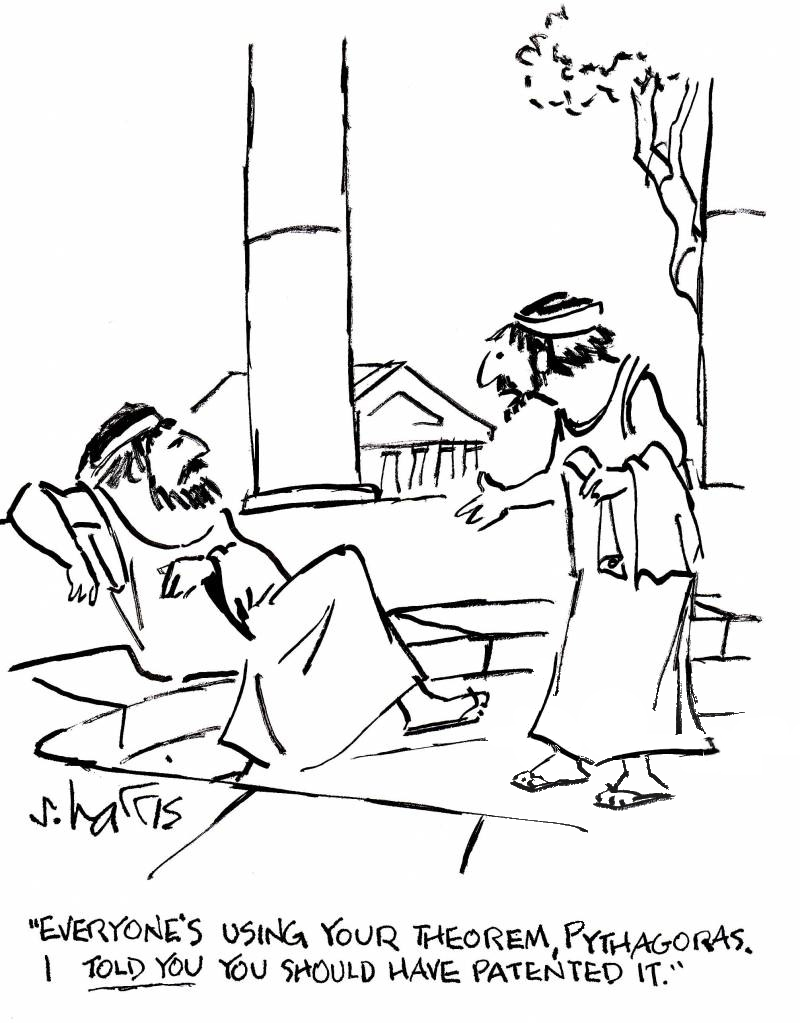 S. harris
"EVERYONE'S USING YOUR THEOREM, PYTHAGORAS.
I TOLD YOU YOU SHOULD HAVE PATENTED IT."